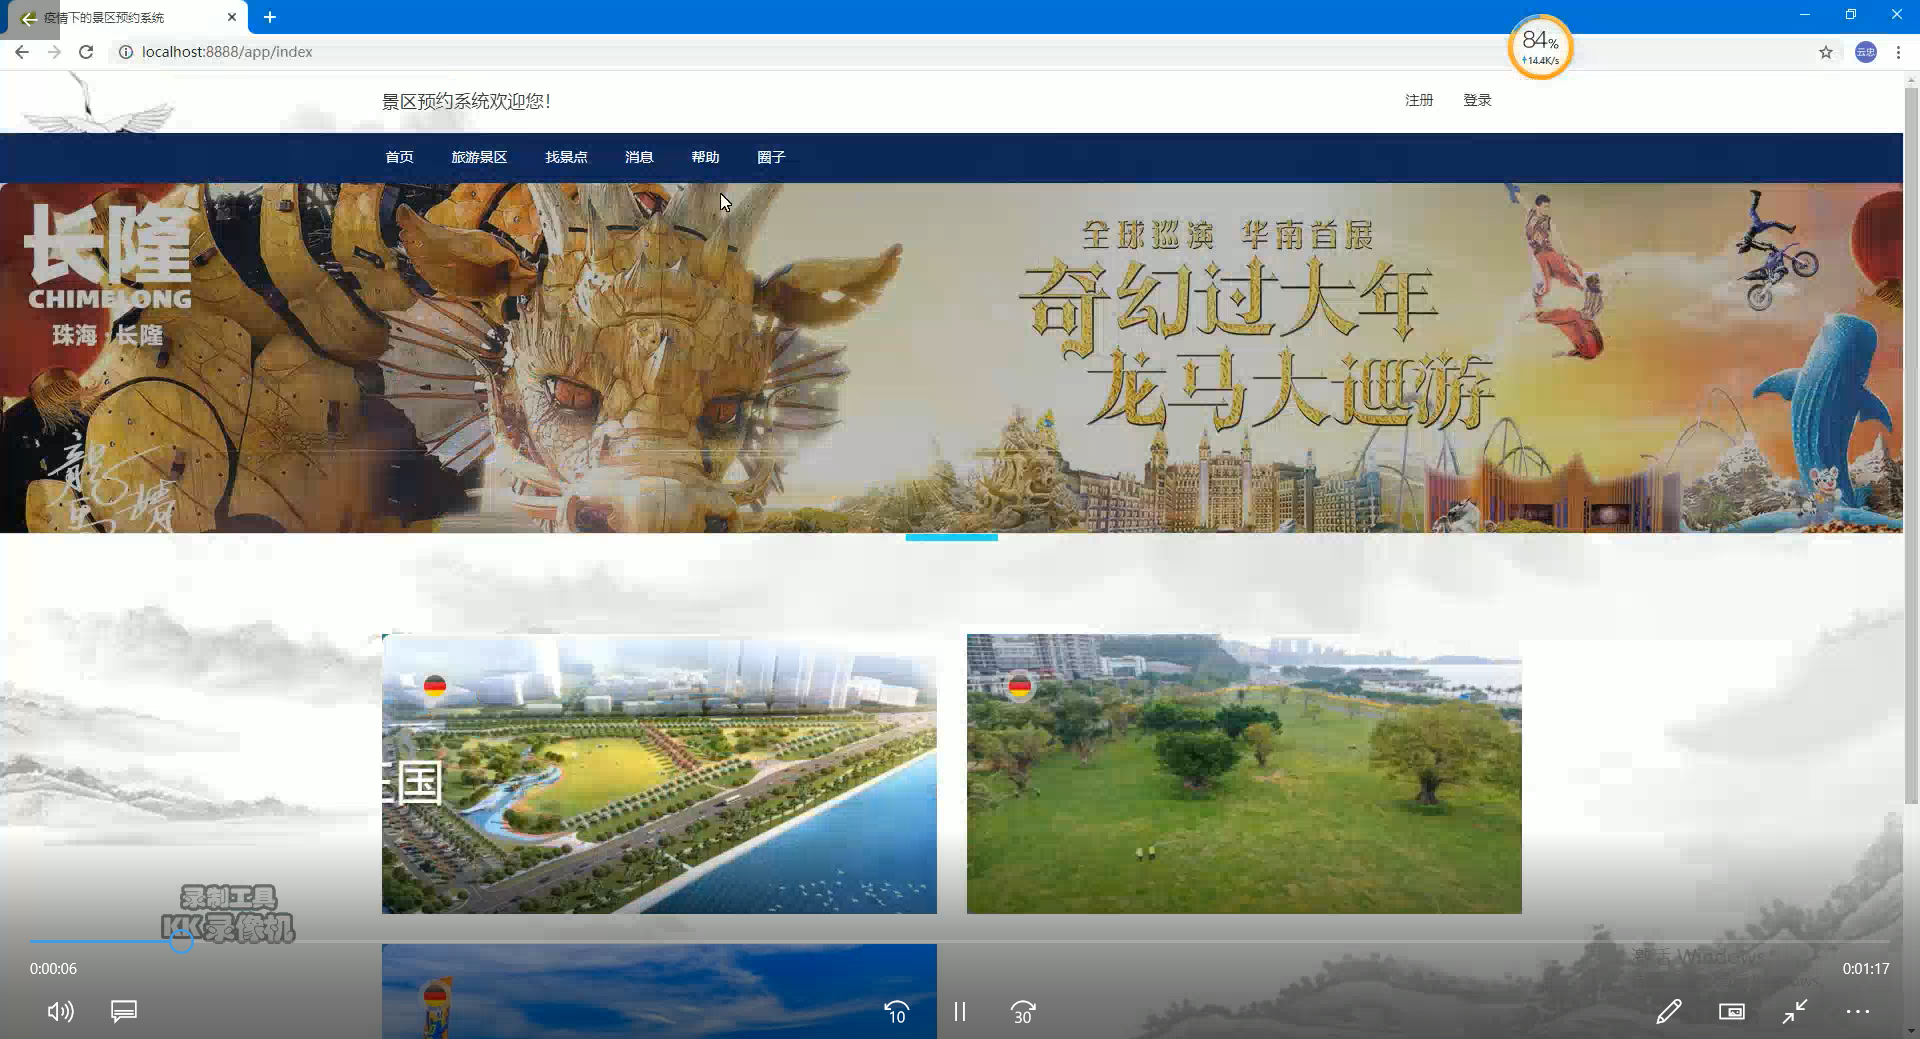 疫情下的景区预约系统
localhost:8888/app/index
84%
14.4K/s
云忠
景区预约系统欢迎您！
注册
登录
首页
旅游景区
找景点
消息
帮助
圈子
长隆
CHIMELONG
珠海·长隆
全球巡演 华南首展
奇幻过大年
龙马大巡游
国
录制工具
KK录像机
激活 Windows
0:00:06
0:01:17
10
30